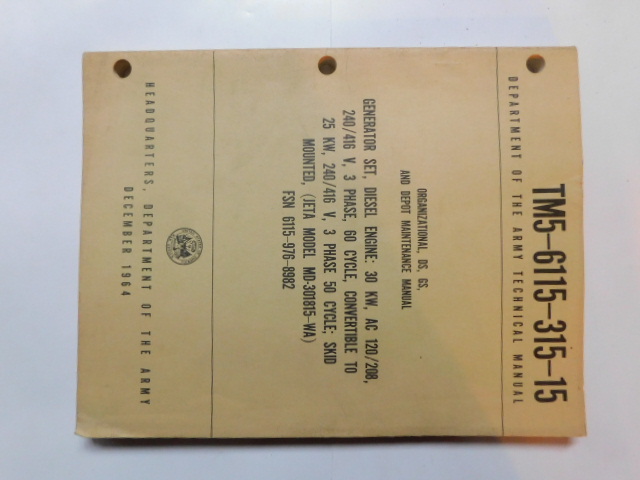 TM5-6115-315-15
DEPARTMENT OF THE ARMY TECHNICAL MANUAL
ORGANIZATIONAL, DS, GS,
AND DEPOT MAINTENANCE MANUAL
GENERATOR SET, DIESEL ENGINE: 30 KW, AC 120/208,
240/416 V, 3 PHASE, 60 CYCLE, CONVERTIBLE TO
25 KW, 240/416 V, 3 PHASE 50 CYCLE; SKID
MOUNTED, (JETA MODEL MD-301815-WA)
FSN 6115-976-8982
HEADQUARTERS, DEPARTMENT OF THE ARMY
DECEMBER 1964